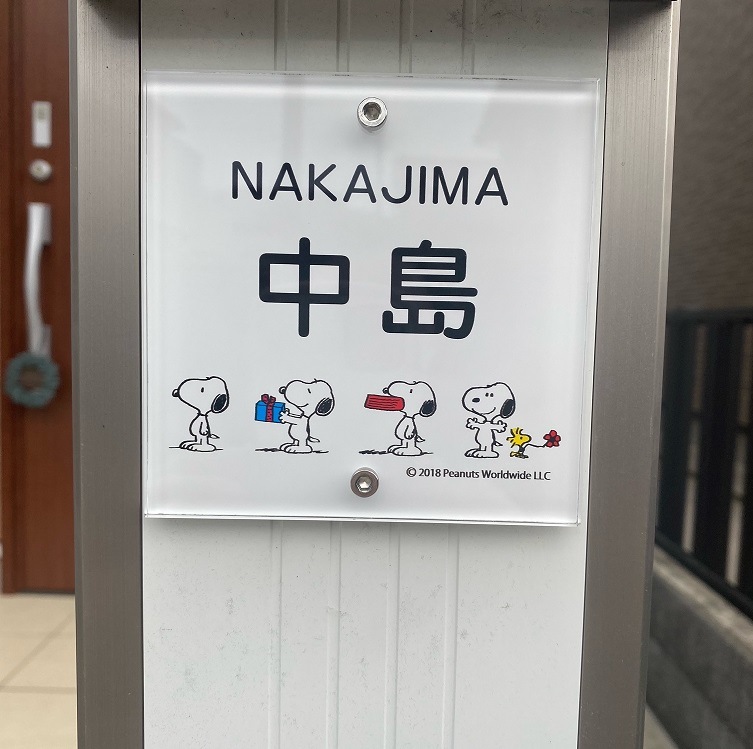 NAKAJIMA
中島
© 2018 Peanuts Worldwide LLC